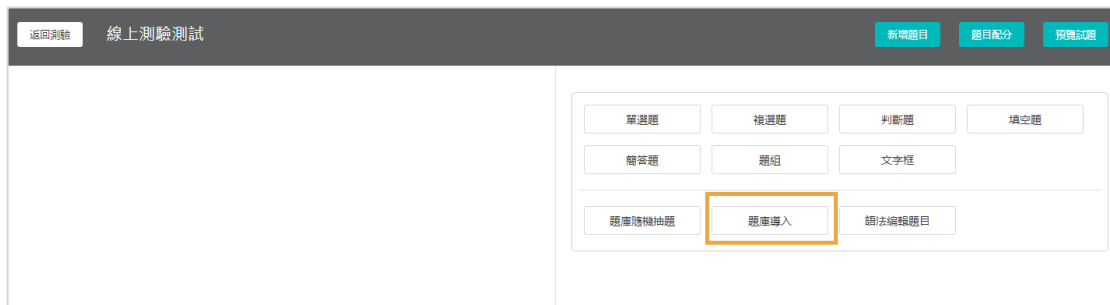 返回測驗 線上測驗測試 新增題目 題目配分 預覽試題
單選題 複選題 判斷題 填空題
簡答題 題組 文字框
題庫隨機抽題 題庫導入 語法編輯題目